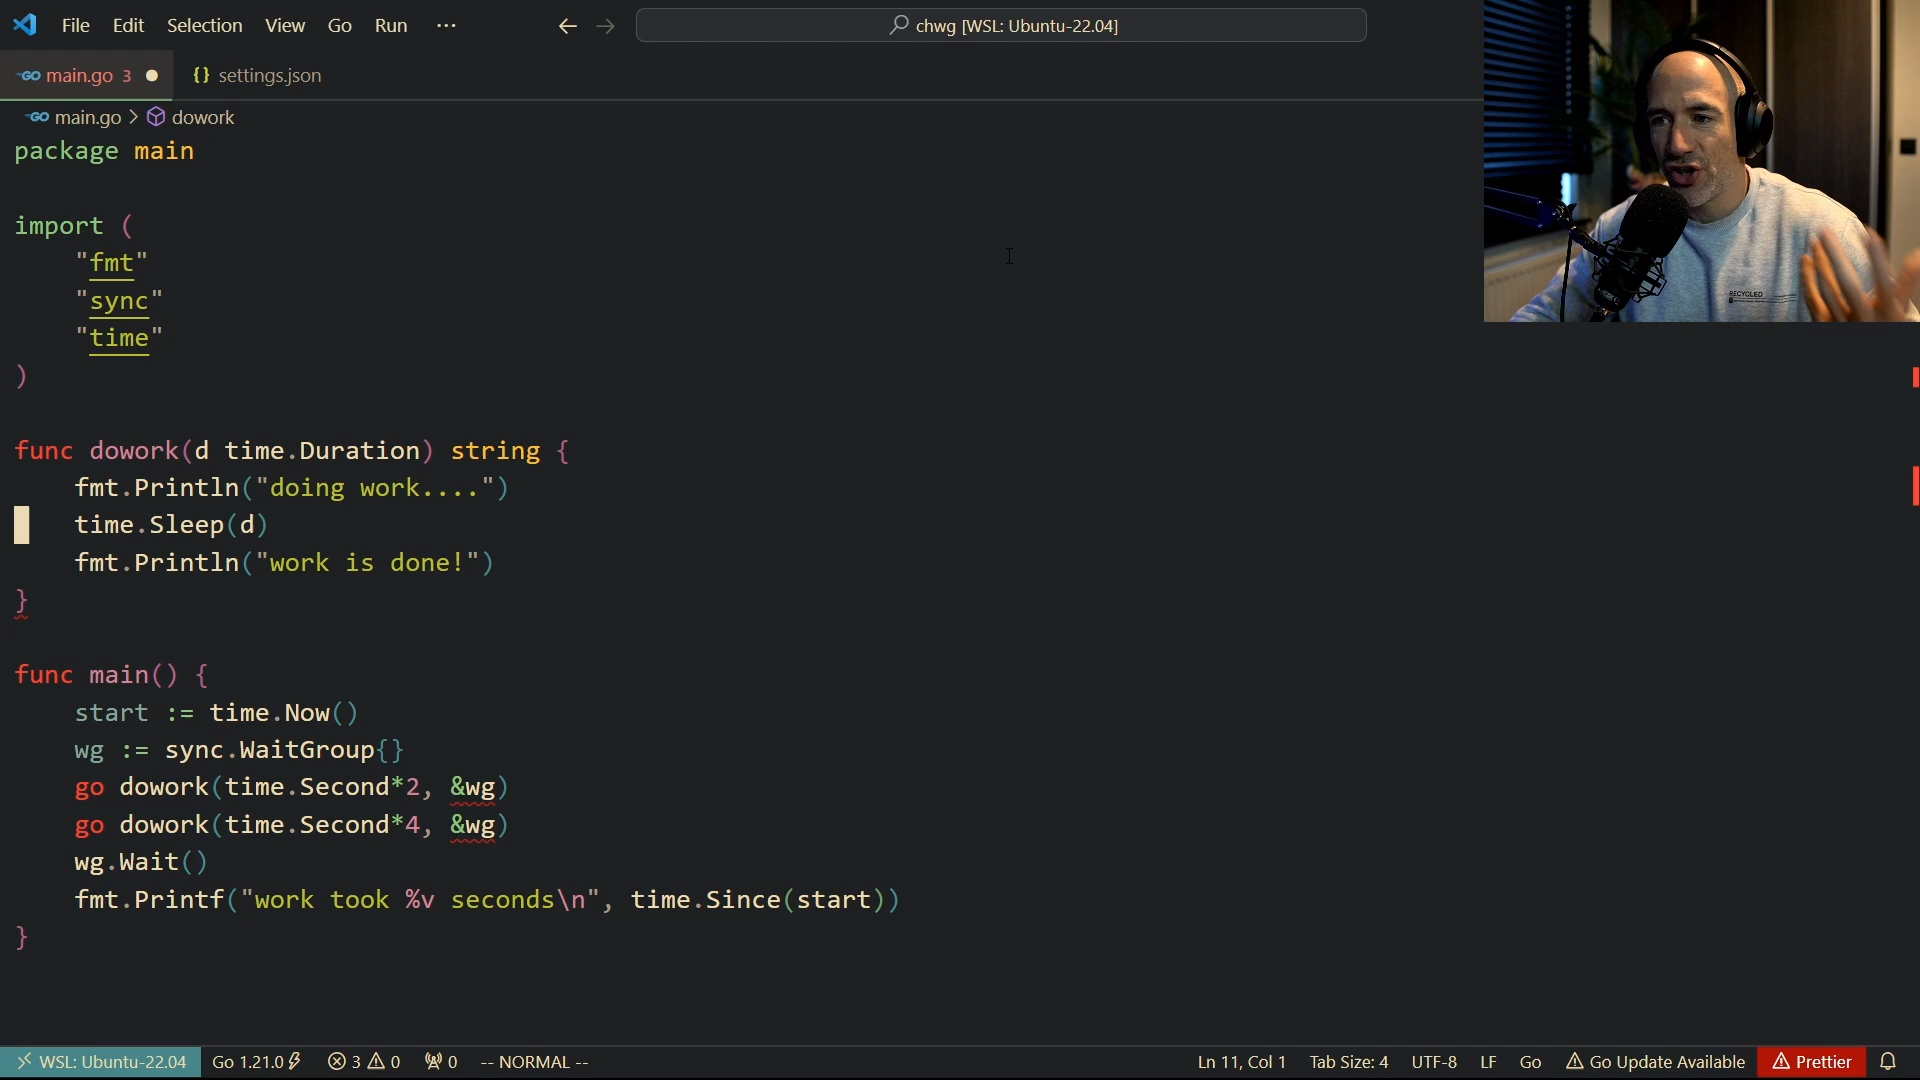 File Edit Selection View Go Run ···
chwg [WSL: Ubuntu-22.04]
GO main.go 3 {} settings.json
GO main.go > dowork
package main
import (
"fmt"
"sync"
"time"
)
func dowork(d time.Duration) string {
fmt.Println("doing work....")
time.Sleep(d)
fmt.Println("work is done!")
}
func main() {
start := time.Now()
wg := sync.WaitGroup{}
go dowork(time.Second*2, &wg)
go dowork(time.Second*4, &wg)
wg.Wait()
fmt.Printf("work took %v seconds\n", time.Since(start))
}
RECYCLED
WSL: Ubuntu-22.04 Go 1.21.0 3 0 0 -- NORMAL -- Ln 11, Col 1 Tab Size: 4 UTF-8 LF Go Go Update Available Prettier